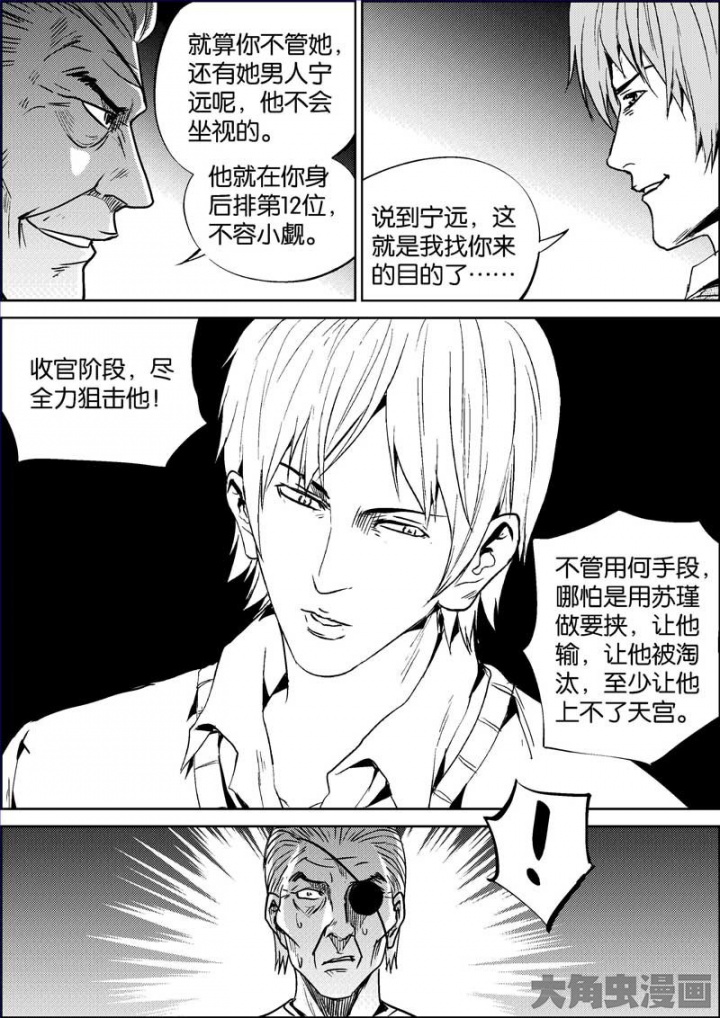 就算你不管她，
还有她男人宁
远呢，他不会
坐视的。
他就在你身
后排第12位，
不容小觑。
说到宁远，这
就是我找你来
的目的了……
收官阶段，尽
全力狙击他！
不管用何手段，
哪怕是用苏瑾
做要挟，让他
输，让他被淘
汰，至少让他
上不了天宫。
！
大角虫漫画